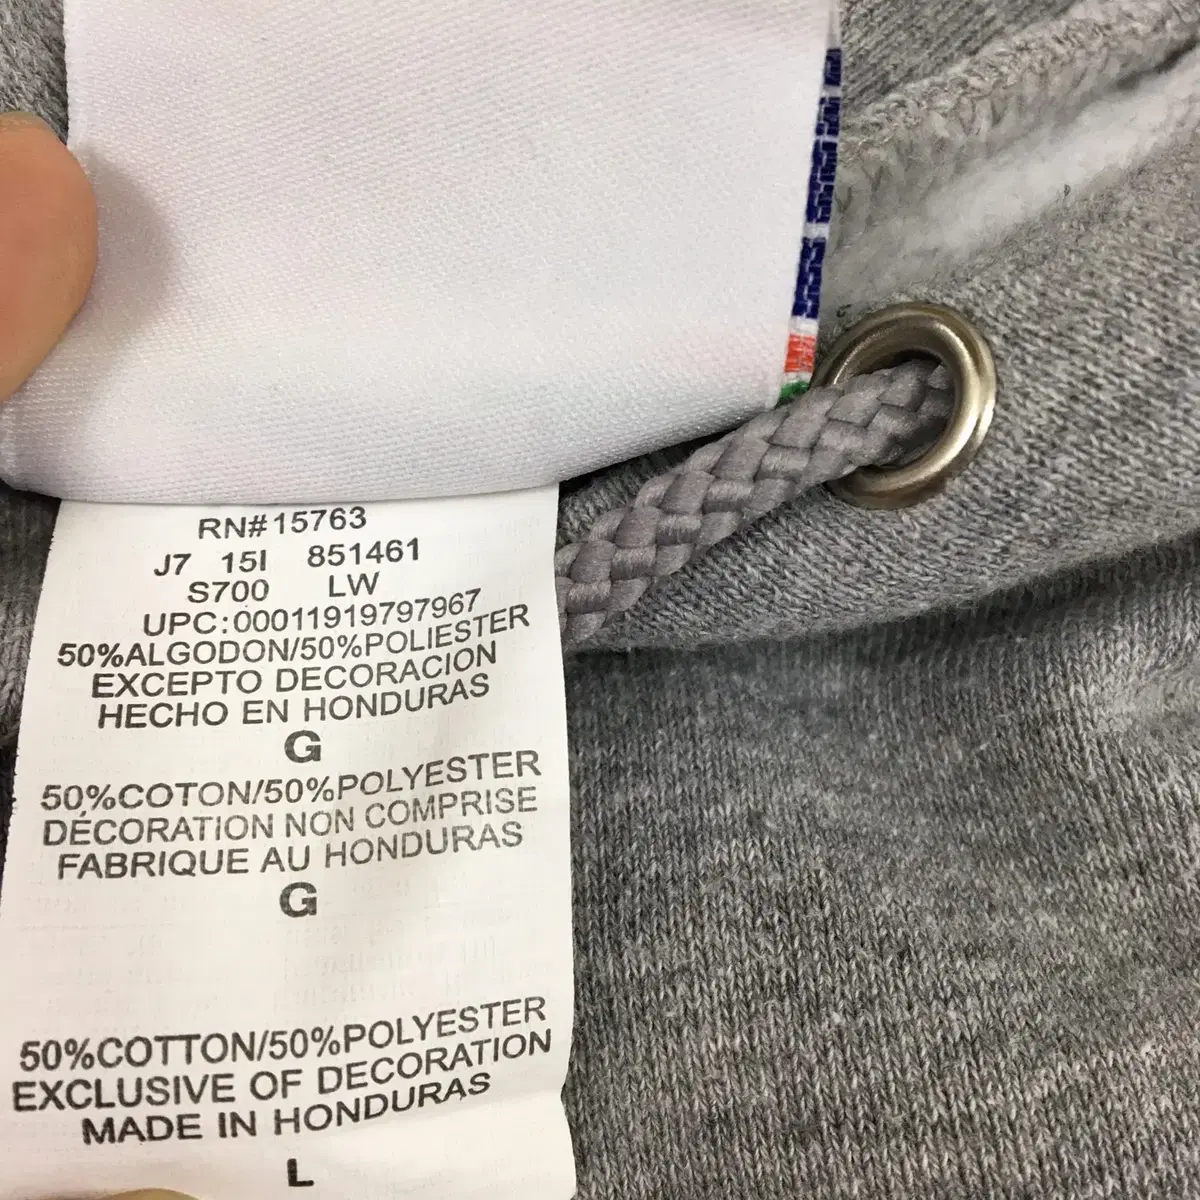 RN#15763
J7 15I 851461
S700 LW
UPC:00011919797967
50%ALGODON/50%POLIESTER
EXCEPTO DECORACION
HECHO EN HONDURAS
G
50%COTON/50%POLYESTER
DÉCORATION NON COMPRISE
FABRIQUE AU HONDURAS
G
50%COTTON/50%POLYESTER
EXCLUSIVE OF DECORATION
MADE IN HONDURAS
L